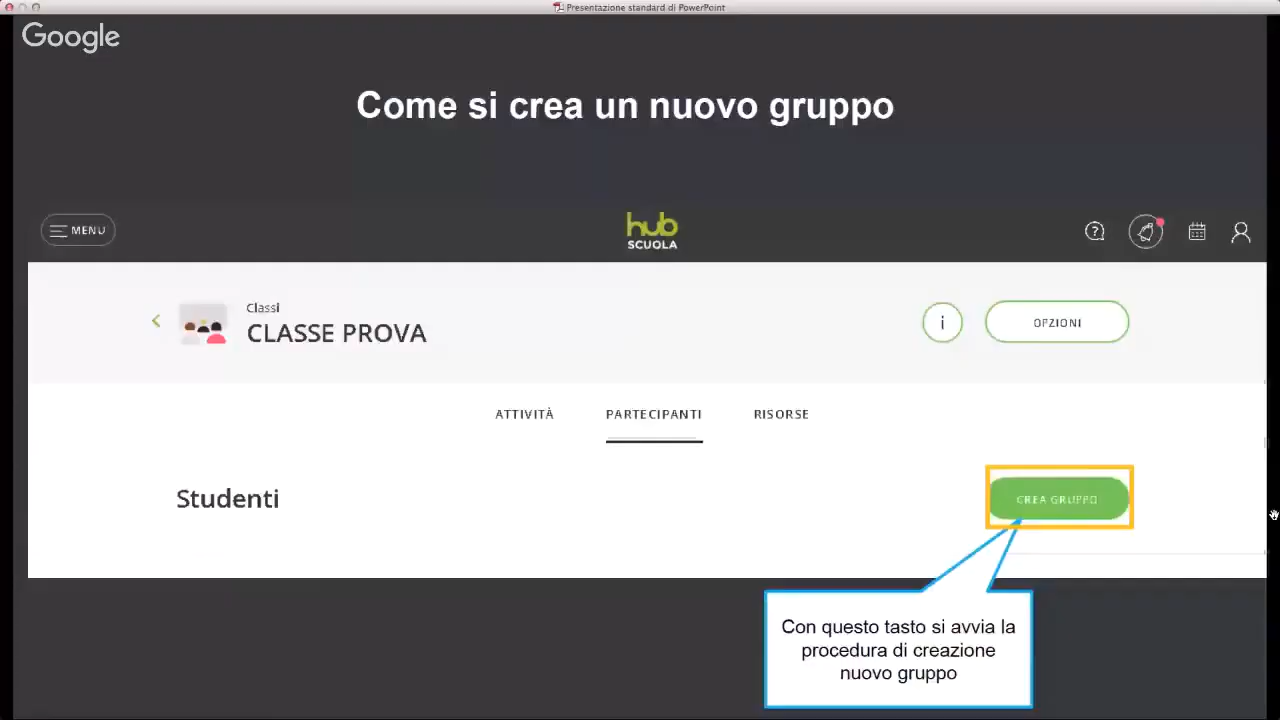 Presentazione standard di PowerPoint
Google
Come si crea un nuovo gruppo
MENU
hub
SCUOLA
?
Classi
CLASSE PROVA
i
OPZIONI
ATTIVITÀ
PARTECIPANTI
RISORSE
Studenti
CREA GRUPPO
Con questo tasto si avvia la
procedura di creazione
nuovo gruppo